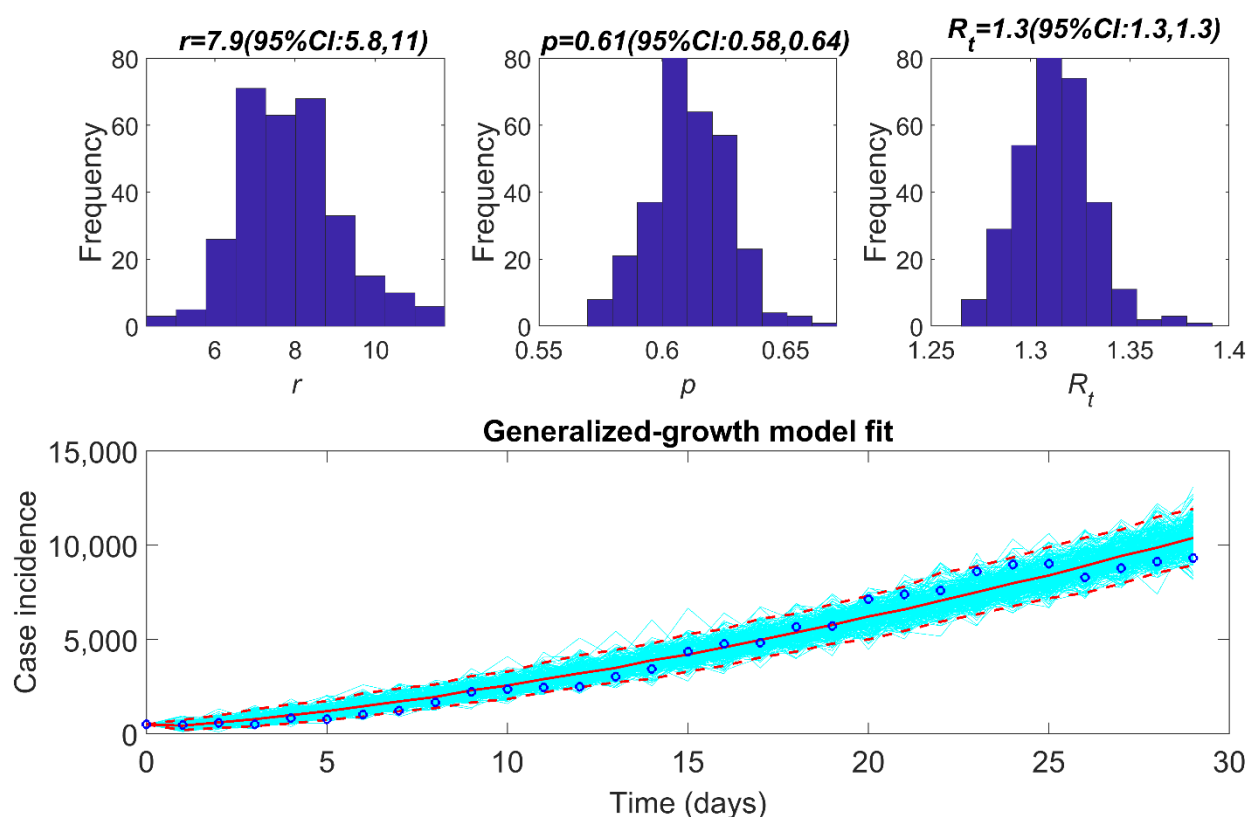 r=7.9(95%CI:5.8,11)
80
60
40
20
0
Frequency
6 8 10
r
p=0.61(95%CI:0.58,0.64)
80
60
40
20
0
Frequency
0.55 0.6 0.65
p
R_t=1.3(95%CI:1.3,1.3)
80
60
40
20
0
Frequency
1.25 1.3 1.35 1.4
R_t
Generalized-growth model fit
15,000
10,000
5,000
0
Case incidence
0 5 10 15 20 25 30
Time (days)